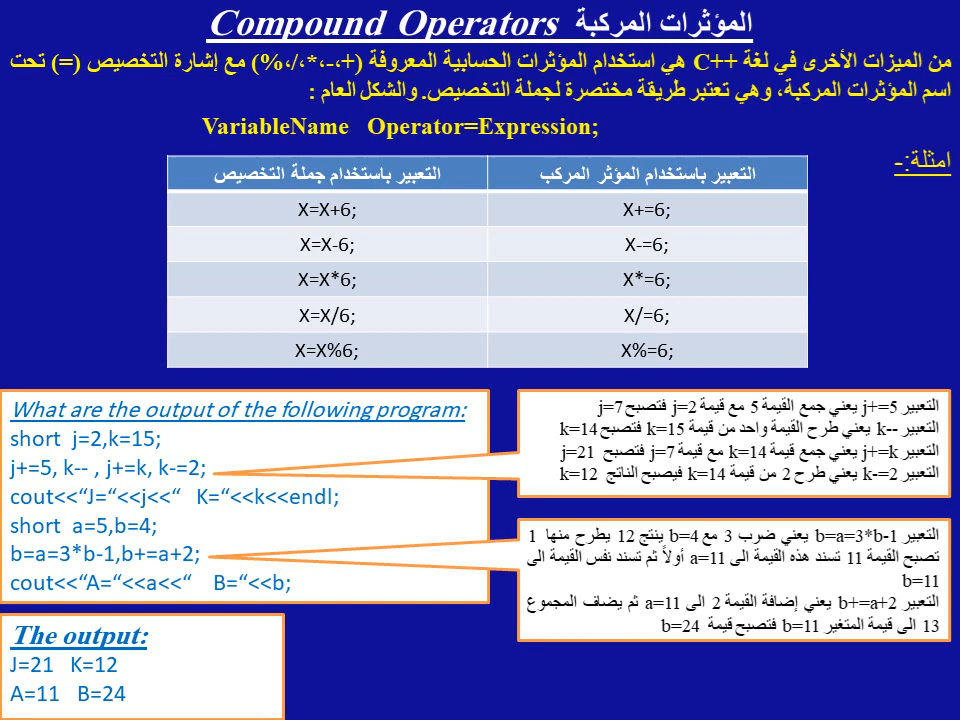 المؤثرات المركبة Compound Operators
من الميزات الأخرى في لغة C++ هي استخدام المؤثرات الحسابية المعروفة (+،-،*،/،%) مع إشارة التخصيص (=) تحت
اسم المؤثرات المركبة، وهي تعتبر طريقة مختصرة لجملة التخصيص. والشكل العام :
VariableName Operator=Expression;
امثلة:-
التعبير باستخدام المؤثر المركب التعبير باستخدام جملة التخصيص
X=X+6; X+=6;
X=X-6; X-=6;
X=X*6; X*=6;
X=X/6; X/=6;
X=X%6; X%=6;
What are the output of the following program:
short j=2,k=15;
j+=5, k-- , j+=k, k-=2;
cout<<“J=“<<j<<“ K=“<<k<<endl;
short a=5,b=4;
b=a=3*b-1,b+=a+2;
cout<<“A=“<<a<<“ B=“<<b;
التعبير j+=5 يعني جمع القيمة 5 مع قيمة j=2 فتصبح j=7
التعبير k-- يعني طرح القيمة واحد من قيمة k=15 فتصبح k=14
التعبير j+=k يعني جمع قيمة k=14 مع قيمة j=7 فتصبح j=21
التعبير k-=2 يعني طرح 2 من قيمة k=14 فيصبح الناتج k=12
التعبير b=a=3*b-1 يعني ضرب 3 مع b=4 ينتج 12 يطرح منها 1
تصبح القيمة 11 تسند هذه القيمة الى a=11 أولاً ثم تسند نفس القيمة الى
b=11
التعبير b+=a+2 يعني إضافة القيمة 2 الى a=11 ثم يضاف المجموع
13 الى قيمة المتغير b=11 فتصبح قيمة b=24
The output:
J=21 K=12
A=11 B=24